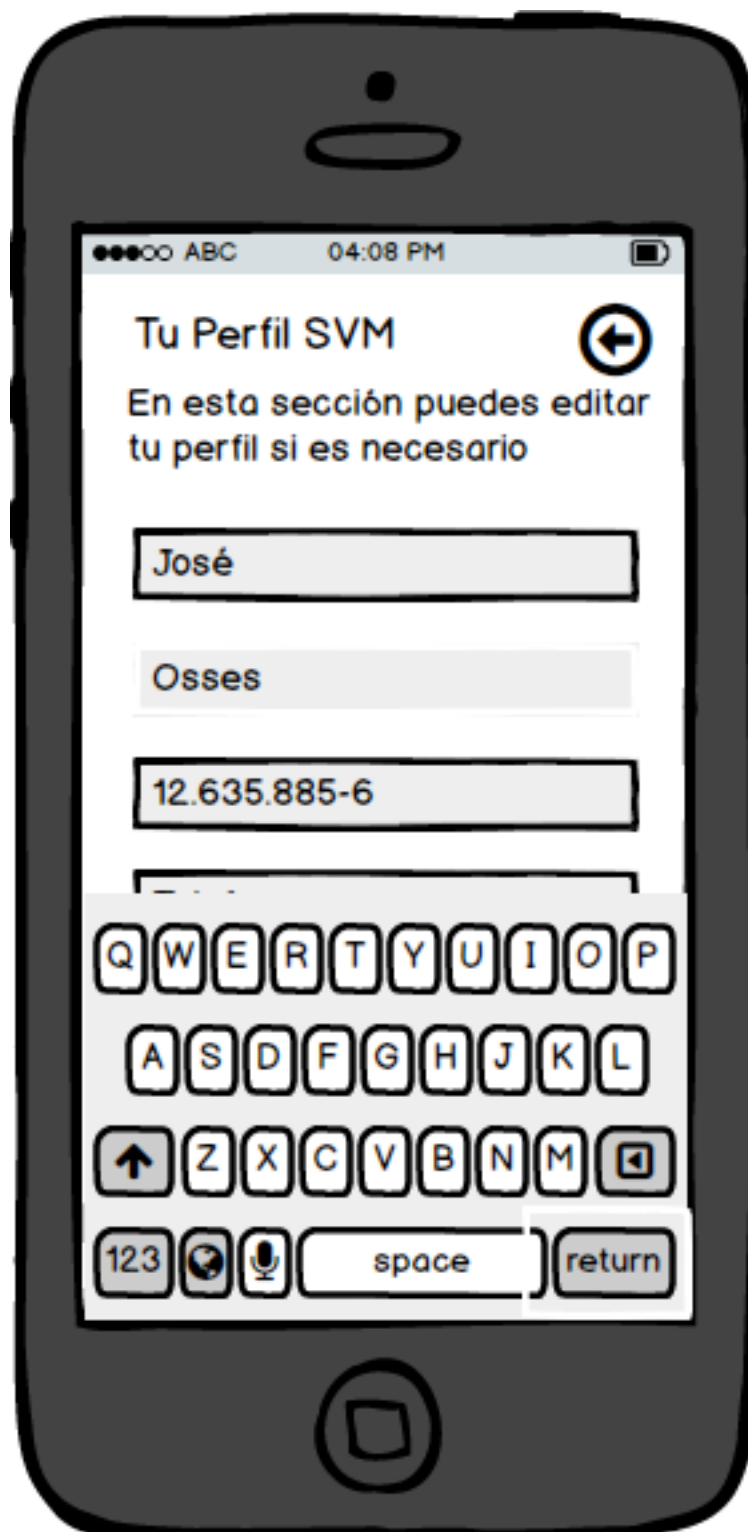 ABC 04:08 PM
Tu Perfil SVM
En esta sección puedes editar
tu perfil si es necesario
José
Osses
12.635.885-6
Q W E R T Y U I O P
A S D F G H J K L
Z X C V B N M
123 space return